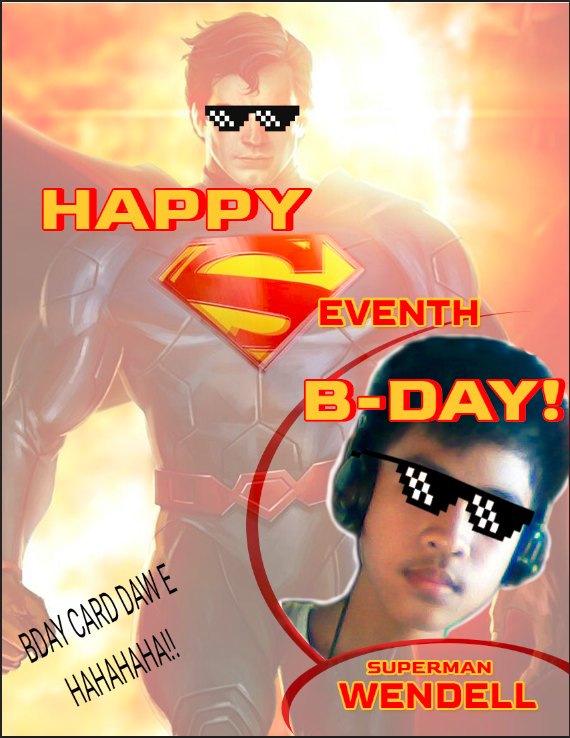 HAPPY
S
EVENTH
B-DAY!
BDAY CARD DAW E
HAHAHAHA!!
SUPERMAN
WENDELL